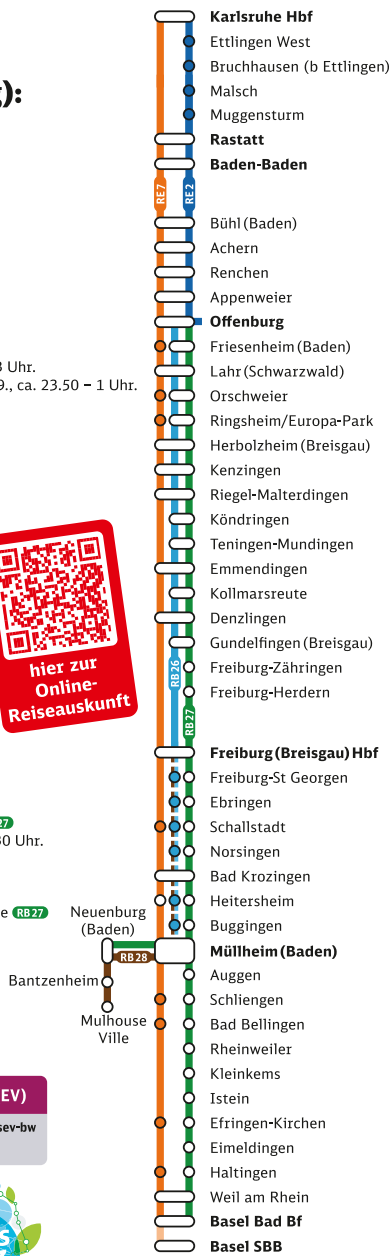 g):
3 Uhr.
9., ca. 23.50 – 1 Uhr.
hier zur
Online-
Reiseauskunft
27
30 Uhr.
e RB 27
EV)
sev-bw
S
Karlsruhe Hbf
Ettlingen West
Bruchhausen (b Ettlingen)
Malsch
Muggensturm
Rastatt
Baden-Baden
RE 7
RE 2
Bühl (Baden)
Achern
Renchen
Appenweier
Offenburg
Friesenheim (Baden)
Lahr (Schwarzwald)
Orschweier
Ringsheim/Europa-Park
Herbolzheim (Breisgau)
Kenzingen
Riegel-Malterdingen
Köndringen
Teningen-Mundingen
Emmendingen
Kollmarsreute
Denzlingen
Gundelfingen (Breisgau)
RB 26
Freiburg-Zähringen
Freiburg-Herdern
RB 27
Freiburg (Breisgau) Hbf
Freiburg-St Georgen
Ebringen
Schallstadt
Norsingen
Bad Krozingen
Heitersheim
Buggingen
Neuenburg
(Baden)
RB 28
Müllheim (Baden)
Bantzenheim
Mulhouse
Ville
Auggen
Schliengen
Bad Bellingen
Rheinweiler
Kleinkems
Istein
Efringen-Kirchen
Eimeldingen
Haltingen
Weil am Rhein
Basel Bad Bf
Basel SBB